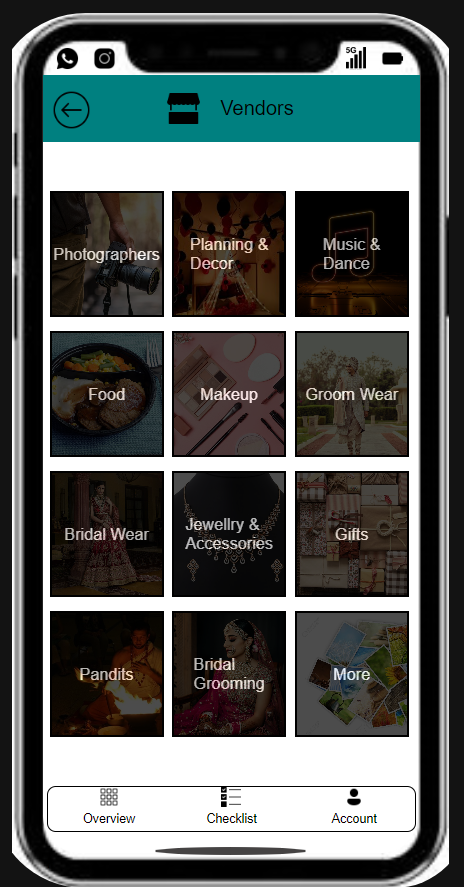 5G
Vendors
Photographers
Planning &
Decor
Music &
Dance
Food
Makeup
Groom Wear
Bridal Wear
Jewellry &
Accessories
Gifts
Pandits
Bridal
Grooming
More
Overview
Checklist
Account